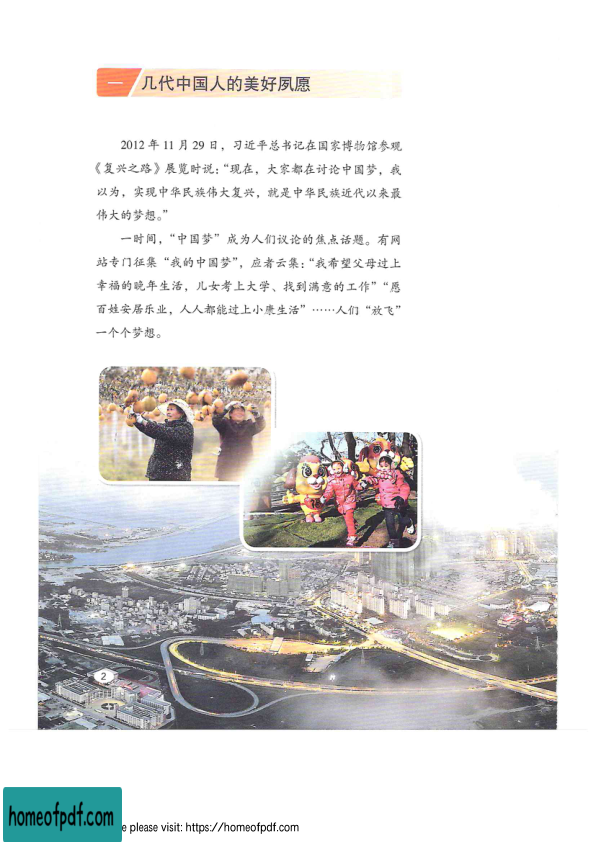 一 几代中国人的美好夙愿
2012 年 11 月 29 日，习近平总书记在国家博物馆参观
《复兴之路》展览时说：“现在，大家都在讨论中国梦，我
以为，实现中华民族伟大复兴，就是中华民族近代以来最
伟大的梦想。”
一时间，“中国梦”成为人们议论的焦点话题。有网
站专门征集“我的中国梦”，应者云集：“我希望父母过上
幸福的晚年生活，儿女考上大学、找到满意的工作”“愿
百姓安居乐业，人人都能过上小康生活”……人们“放飞”
一个个梦想。
2
homeofpdf.com
e please visit: https://homeofpdf.com